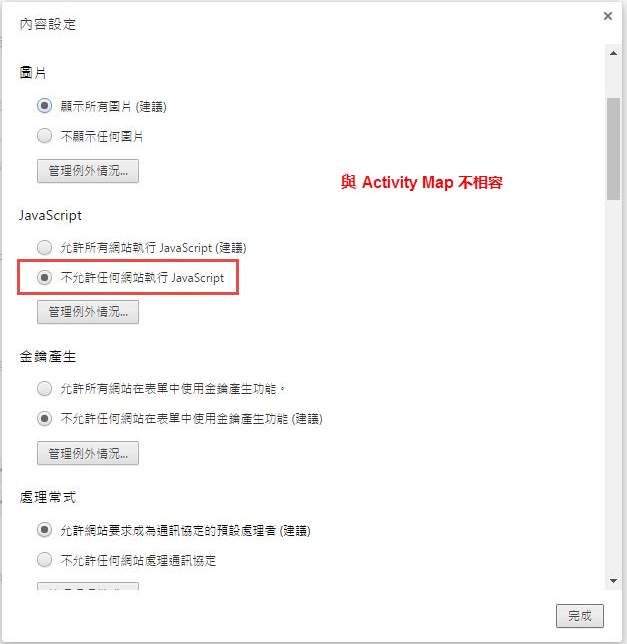 內容設定
圖片
顯示所有圖片 (建議)
不顯示任何圖片
管理例外情況...
與 Activity Map 不相容
JavaScript
允許所有網站執行 JavaScript (建議)
不允許任何網站執行 JavaScript
管理例外情況...
金鑰產生
允許所有網站在表單中使用金鑰產生功能。
不允許任何網站在表單中使用金鑰產生功能 (建議)
管理例外情況...
處理常式
允許網站要求成為通訊協定的預設處理者 (建議)
不允許任何網站處理通訊協定
完成